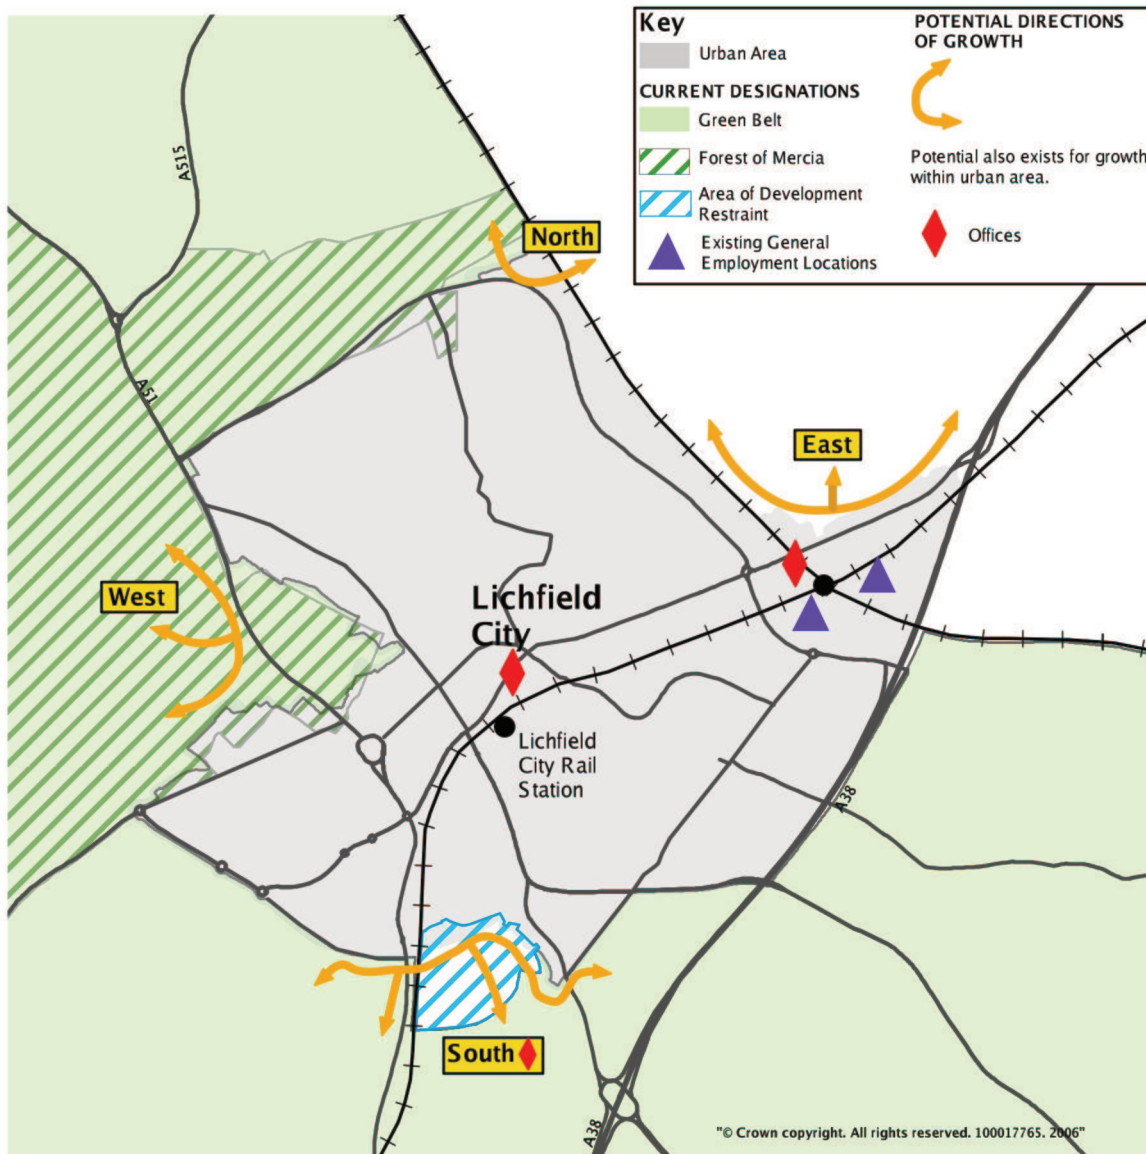 Key
Urban Area
CURRENT DESIGNATIONS
Green Belt
Forest of Mercia
Area of Development
Restraint
Existing General
Employment Locations
POTENTIAL DIRECTIONS
OF GROWTH
Potential also exists for growth
within urban area.
Offices
A515
North
A51
East
West
Lichfield
City
Lichfield
City Rail
Station
A38
South
A38
"© Crown copyright. All rights reserved. 100017765. 2006"